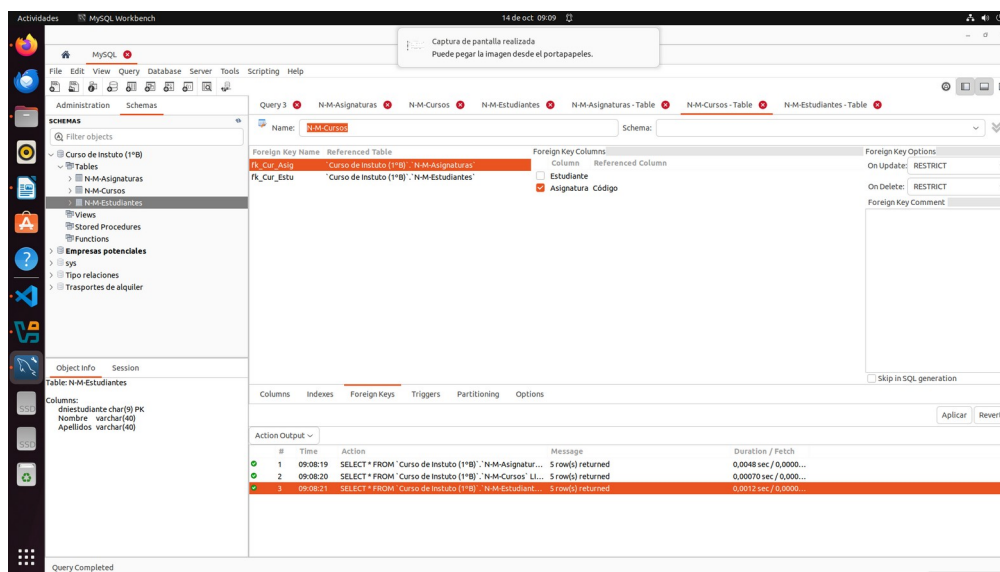 Actividades MySQL Workbench 14 de oct 09:09
Captura de pantalla realizada
Puede pegar la imagen desde el portapapeles.
MySQL
File Edit View Query Database Server Tools Scripting Help
Administration Schemas
Query 3 N-M-Asignaturas N-M-Cursos N-M-Estudiantes N-M-Asignaturas - Table N-M-Cursos - Table N-M-Estudiantes - Table
SCHEMAS
Filter objects
Curso de Instuto (1ºB)
Tables
N-M-Asignaturas
N-M-Cursos
N-M-Estudiantes
Views
Stored Procedures
Functions
Empresas potenciales
sys
Tipo relaciones
Trasportes de alquiler
Name: N-M-Cursos Schema:
Foreign Key Name Referenced Table
fk_Cur_Asig `Curso de Instuto (1ºB)`.`N-M-Asignaturas`
fk_Cur_Estu `Curso de Instuto (1ºB)`.`N-M-Estudiantes`
Foreign Key Columns
Column Referenced Column
Estudiante
Asignatura Código
Foreign Key Options
On Update: RESTRICT
On Delete: RESTRICT
Foreign Key Comment
Skip in SQL generation
Columns Indexes Foreign Keys Triggers Partitioning Options
Aplicar Revert
Object Info Session
Table: N-M-Estudiantes
Columns:
dniestudiante char(9) PK
Nombre varchar(40)
Apellidos varchar(40)
Action Output
# Time Action Message Duration / Fetch
1 09:08:19 SELECT * FROM `Curso de Instuto (1ºB)`.`N-M-Asignatur... 5 row(s) returned 0,0048 sec / 0,0000...
2 09:08:20 SELECT * FROM `Curso de Instuto (1ºB)`.`N-M-Cursos` LI... 5 row(s) returned 0,00070 sec / 0,000...
3 09:08:21 SELECT * FROM `Curso de Instuto (1ºB)`.`N-M-Estudiant... 5 row(s) returned 0,0012 sec / 0,0000...
Query Completed
SSD
SSD